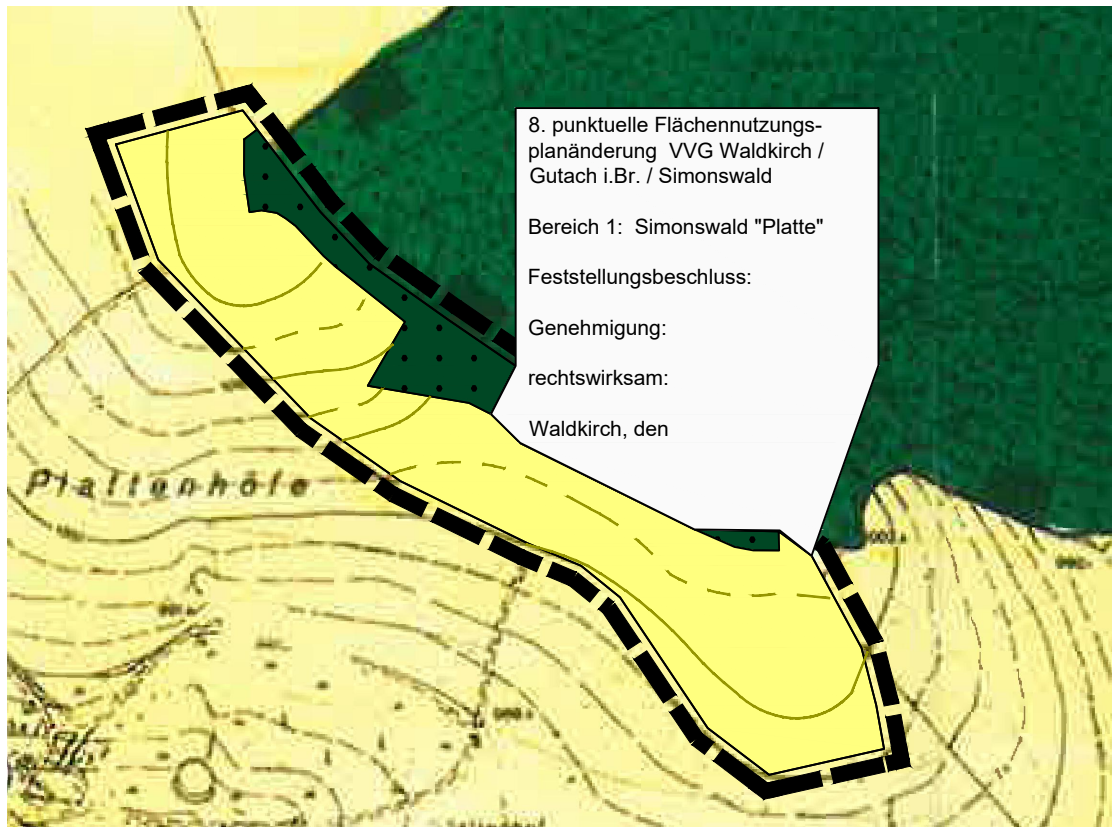 8. punktuelle Flächennutzungs-
planänderung VVG Waldkirch /
Gutach i.Br. / Simonswald
Bereich 1: Simonswald "Platte"
Feststellungsbeschluss:
Genehmigung:
rechtswirksam:
Waldkirch, den
Plattenhöfe